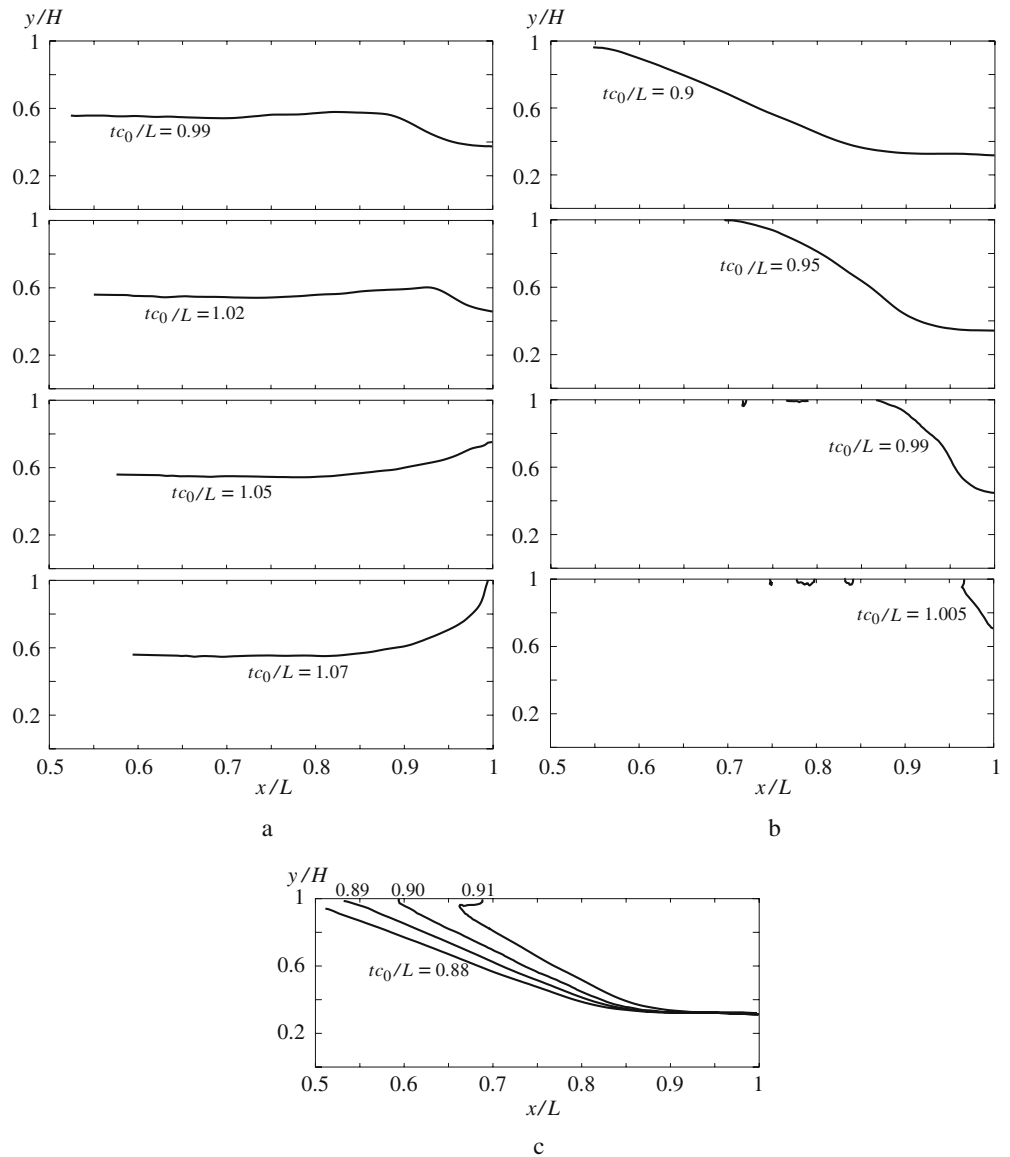 y/H
1
0.6
0.2
tc₀/L = 0.99
1
0.6
0.2
tc₀/L = 1.02
1
0.6
0.2
tc₀/L = 1.05
1
0.6
0.2
tc₀/L = 1.07
0.5 0.6 0.7 0.8 0.9 1
x/L
a
y/H
1
0.6
0.2
tc₀/L = 0.9
1
0.6
0.2
tc₀/L = 0.95
1
0.6
0.2
tc₀/L = 0.99
1
0.6
0.2
tc₀/L = 1.005
0.5 0.6 0.7 0.8 0.9 1
x/L
b
y/H
1
0.6
0.2
0.89 0.90 0.91
tc₀/L = 0.88
0.5 0.6 0.7 0.8 0.9 1
x/L
c